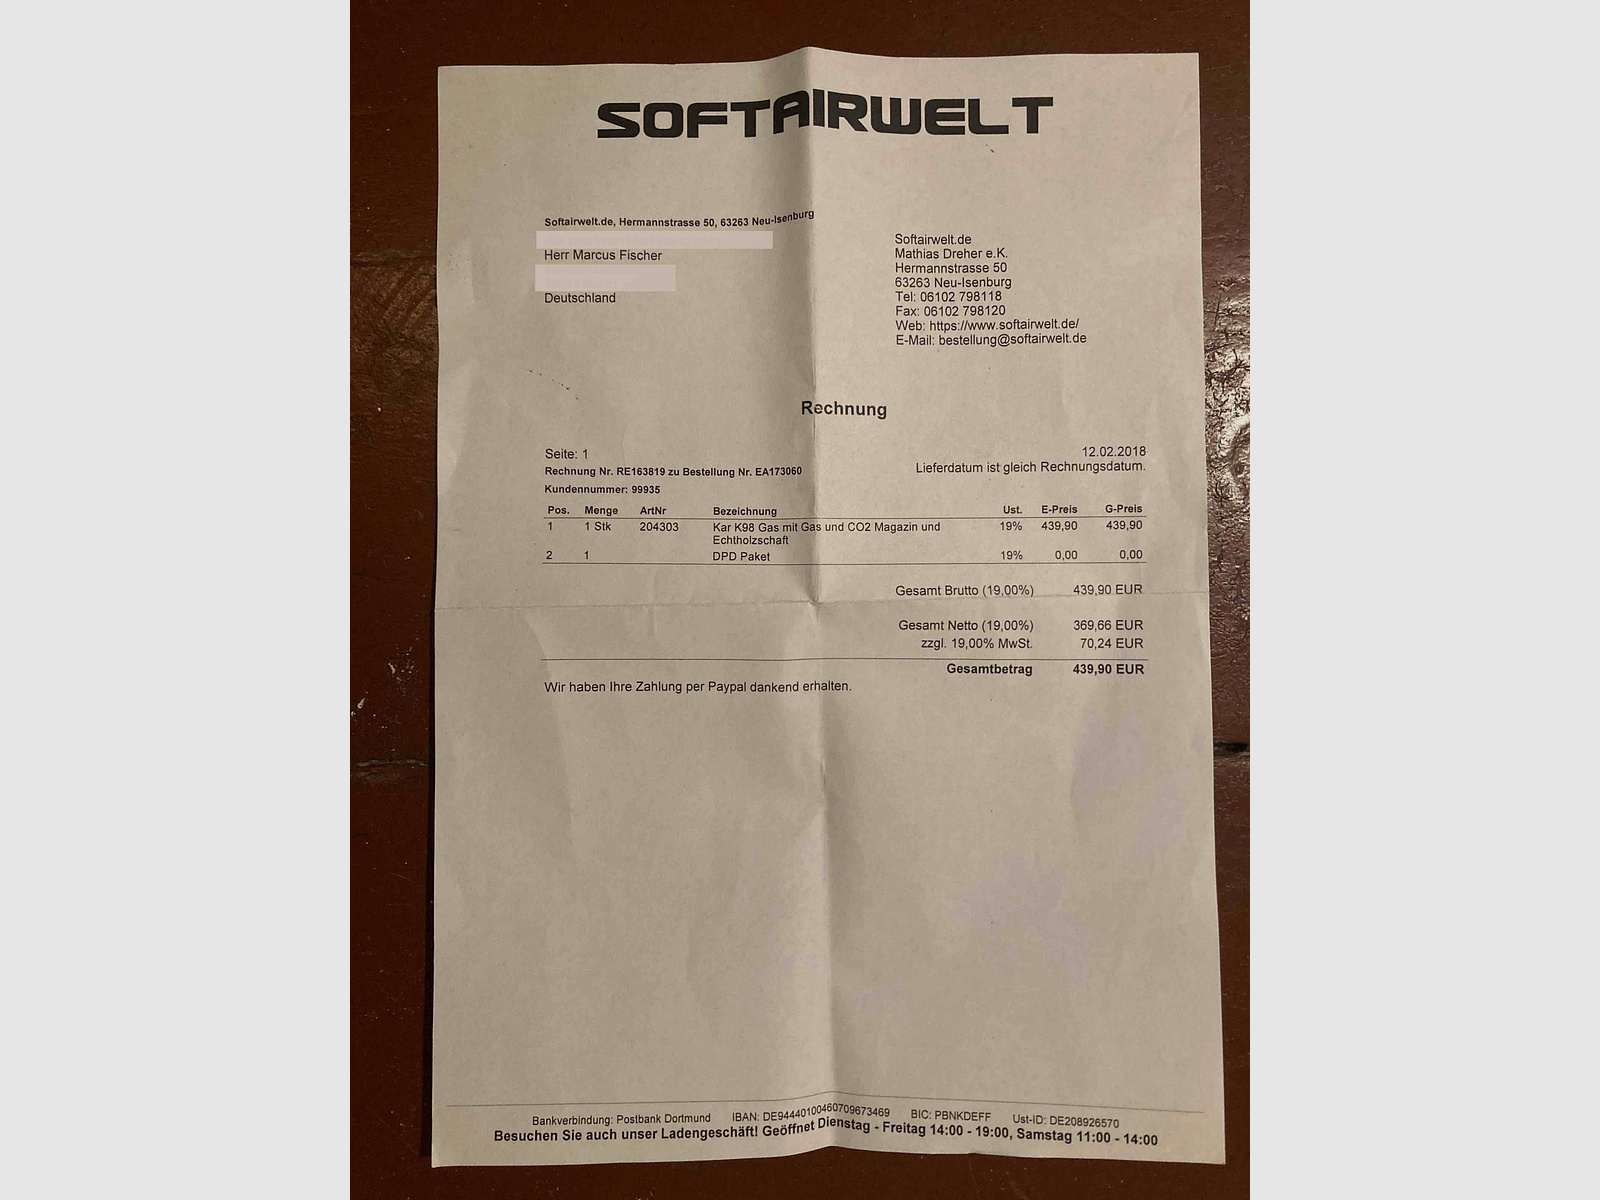 SOFTAIRWELT
Softairwelt.de, Hermannstrasse 50, 63263 Neu-Isenburg
Herr Marcus Fischer
Deutschland
Softairwelt.de
Mathias Dreher e.K.
Hermannstrasse 50
63263 Neu-Isenburg
Tel: 06102 798118
Fax: 06102 798120
Web: https://www.softairwelt.de/
E-Mail: bestellung@softairwelt.de
Rechnung
Seite: 1
12.02.2018
Rechnung Nr. RE163819 zu Bestellung Nr. EA173060
Lieferdatum ist gleich Rechnungsdatum.
Kundennummer: 99935
Pos. Menge ArtNr Bezeichnung Ust. E-Preis G-Preis
1 1 Stk 204303 Kar K98 Gas mit Gas und CO2 Magazin und 19% 439,90 439,90
Echtholzschaft
2 1 DPD Paket 19% 0,00 0,00
Gesamt Brutto (19,00%) 439,90 EUR
Gesamt Netto (19,00%) 369,66 EUR
zzgl. 19,00% MwSt. 70,24 EUR
Gesamtbetrag 439,90 EUR
Wir haben Ihre Zahlung per Paypal dankend erhalten.
Bankverbindung: Postbank Dortmund IBAN: DE94440100460709673469 BIC: PBNKDEFF Ust-ID: DE208926570
Besuchen Sie auch unser Ladengeschäft! Geöffnet Dienstag - Freitag 14:00 - 19:00, Samstag 11:00 - 14:00